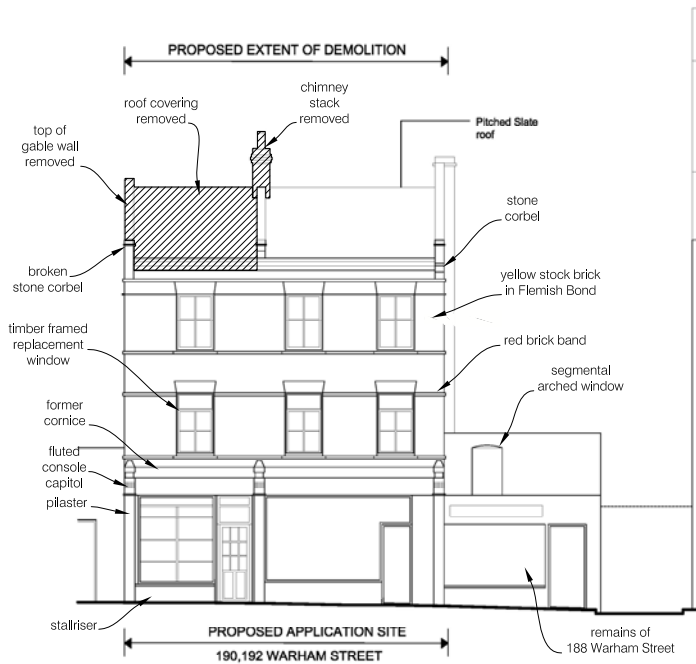 PROPOSED EXTENT OF DEMOLITION
roof covering
removed
chimney
stack
removed
top of
gable wall
removed
Pitched Slate
roof
stone
corbel
broken
stone corbel
yellow stock brick
in Flemish Bond
timber framed
replacement
window
red brick band
segmental
arched window
former
cornice
fluted
console
capitol
pilaster
stallriser
remains of
188 Warham Street
PROPOSED APPLICATION SITE
190,192 WARHAM STREET